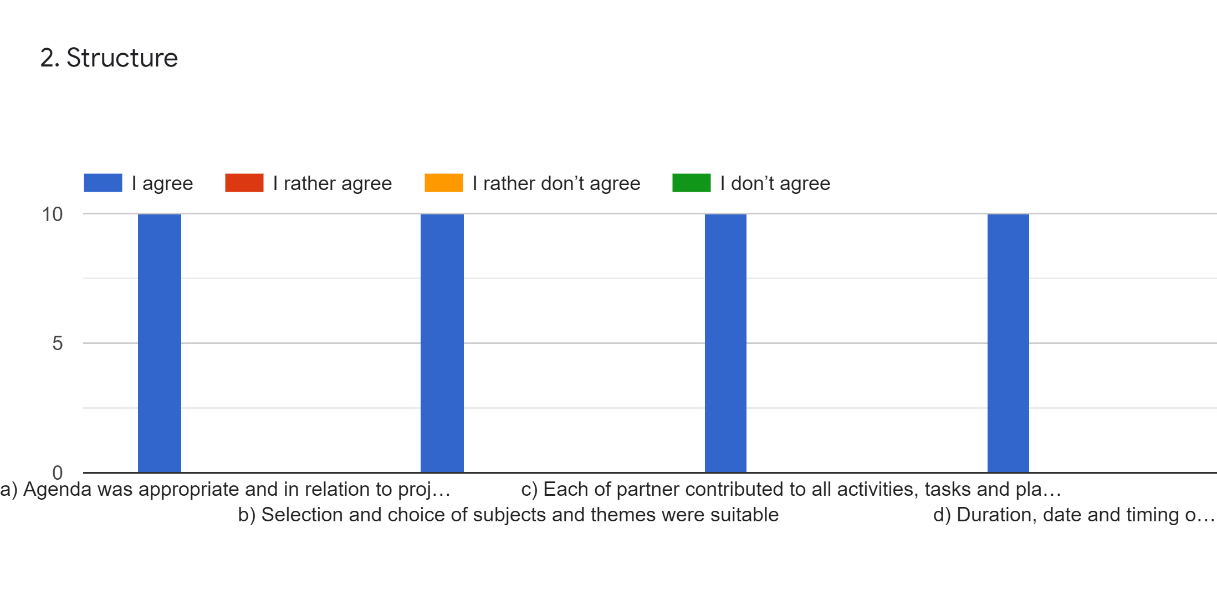 2. Structure
I agree
I rather agree
I rather don’t agree
I don’t agree
10
5
0
a) Agenda was appropriate and in relation to proj…
b) Selection and choice of subjects and themes were suitable
c) Each of partner contributed to all activities, tasks and pla…
d) Duration, date and timing o…